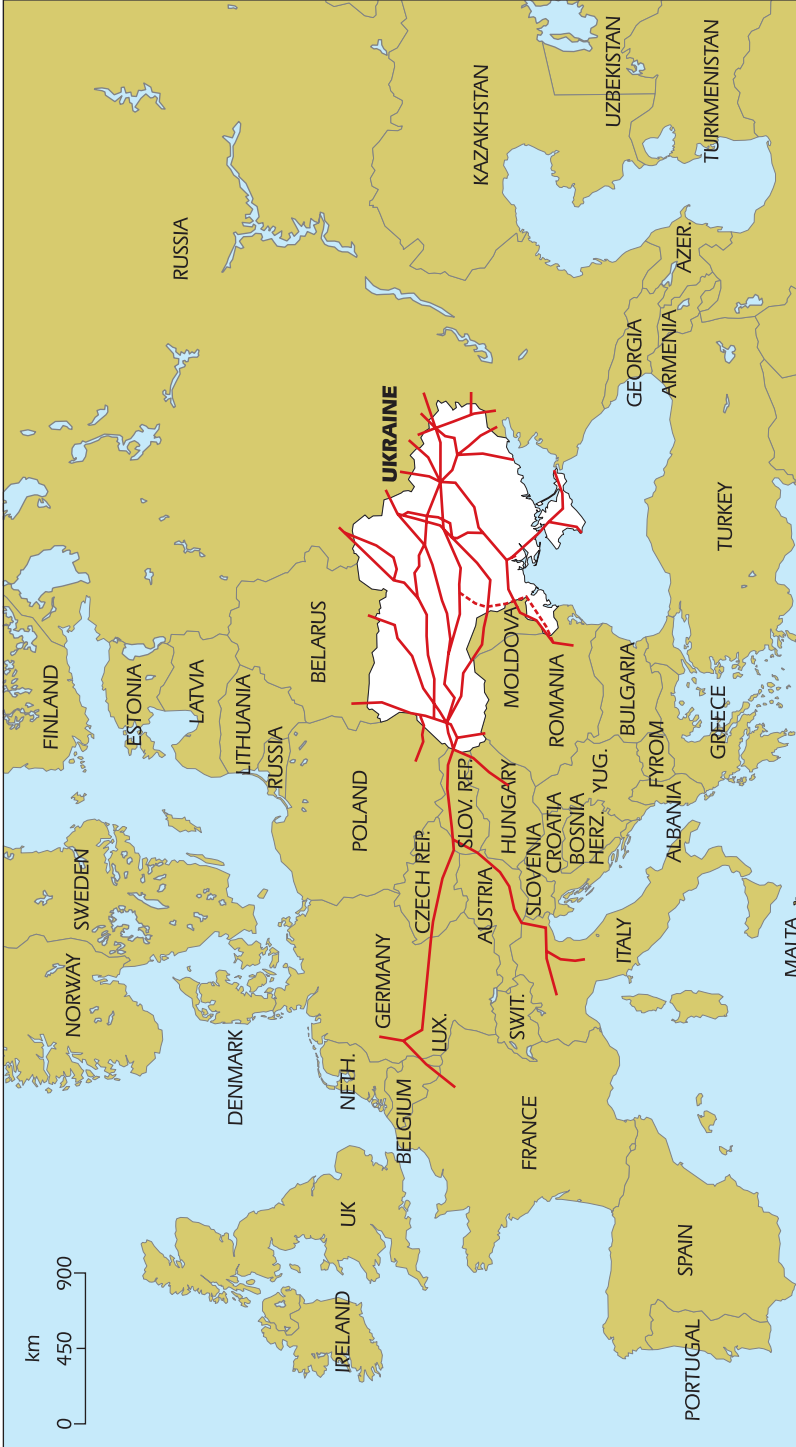 km
0 450 900
NORWAY
SWEDEN
FINLAND
ESTONIA
LATVIA
LITHUANIA
RUSSIA
RUSSIA
DENMARK
IRELAND
UK
NETH.
BELGIUM
LUX.
GERMANY
POLAND
BELARUS
UKRAINE
CZECH REP.
SLOV. REP.
KAZAKHSTAN
FRANCE
SWIT.
AUSTRIA
HUNGARY
MOLDOVA
SLOVENIA
CROATIA
BOSNIA
HERZ.
YUG.
ROMANIA
BULGARIA
UZBEKISTAN
TURKMENISTAN
GEORGIA
ARMENIA
AZER.
PORTUGAL
SPAIN
ITALY
ALBANIA
FYROM
GREECE
TURKEY
MALTA